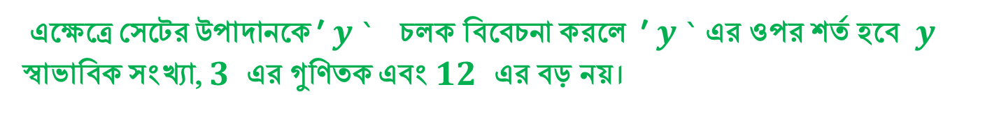 এক্ষেত্রে সেটের উপাদানকে ′ y ` চলক বিবেচনা করলে ′ y ` এর ওপর শর্ত হবে y
স্বাভাবিক সংখ্যা, 3 এর গুণিতক এবং 12 এর বড় নয়।